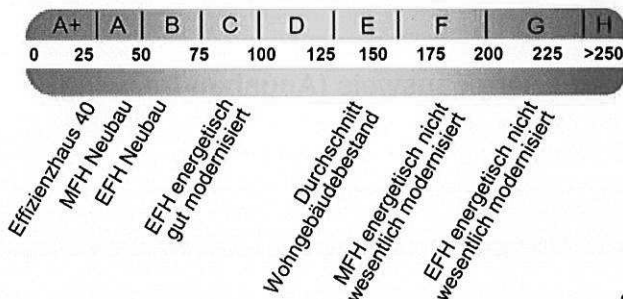 A+ A B C D E F G H
0 25 50 75 100 125 150 175 200 225 >250
Effizienzhaus 40
MFH Neubau
EFH Neubau
EFH energetisch
gut modernisiert
Durchschnitt
Wohngebäudebestand
MFH energetisch nicht
wesentlich modernisiert
EFH energetisch nicht
wesentlich modernisiert